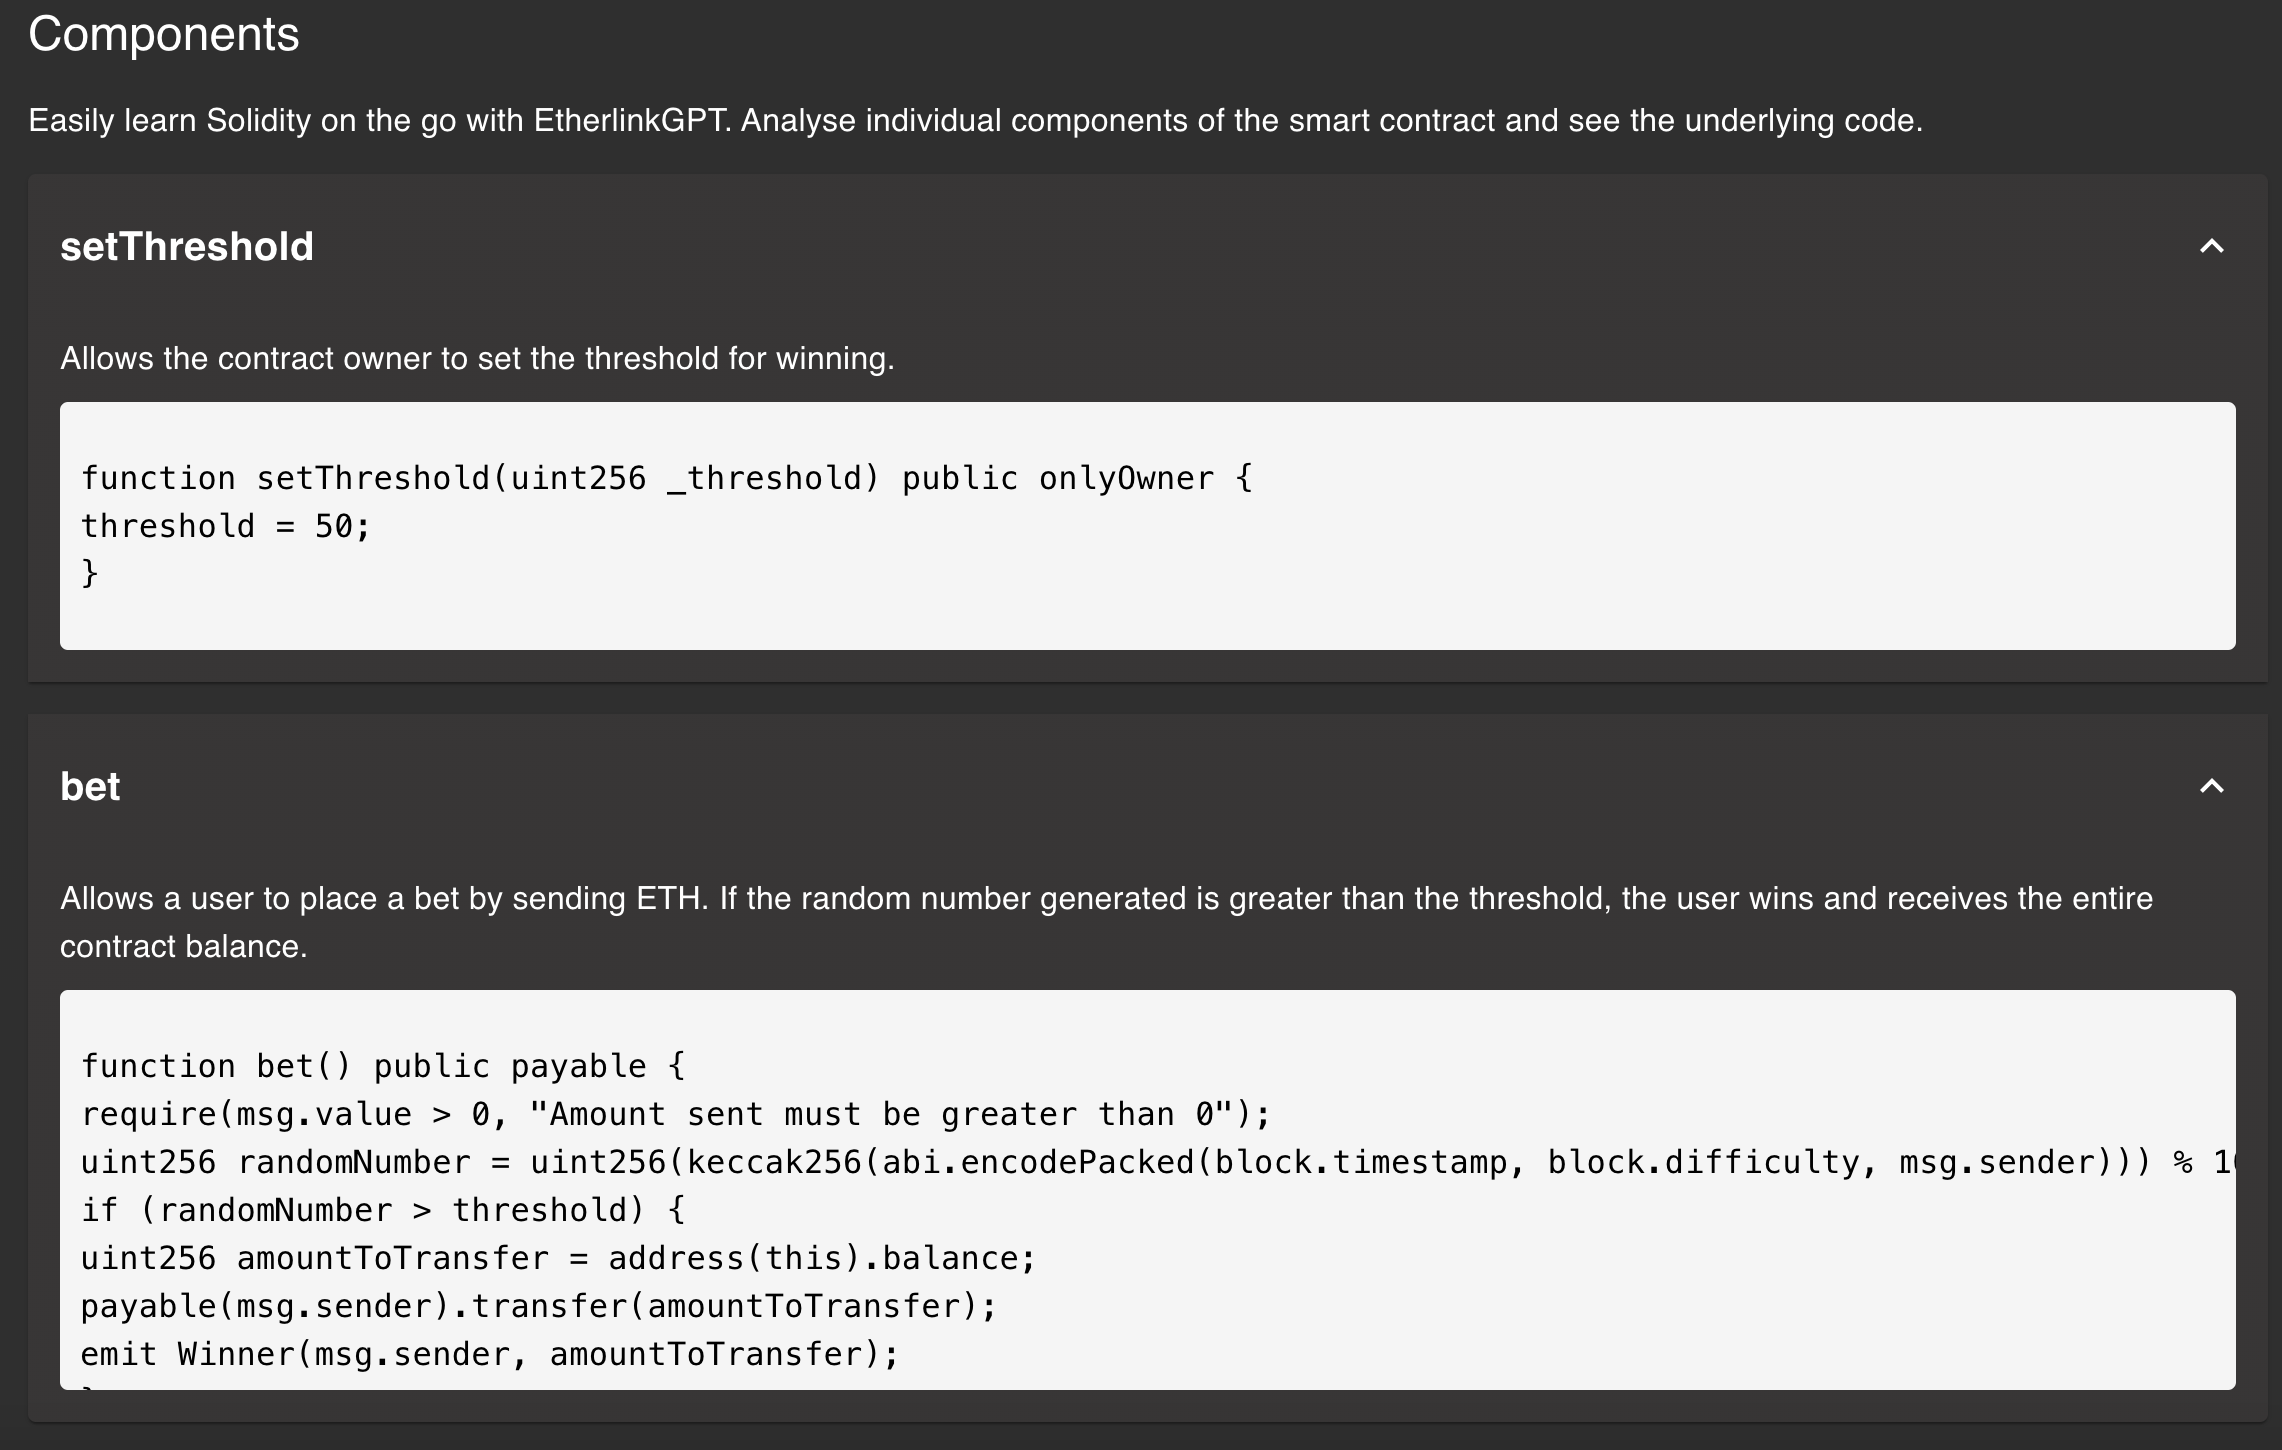 Components
Easily learn Solidity on the go with EtherlinkGPT. Analyse individual components of the smart contract and see the underlying code.
setThreshold
Allows the contract owner to set the threshold for winning.
function setThreshold(uint256 _threshold) public onlyOwner {
threshold = 50;
}
bet
Allows a user to place a bet by sending ETH. If the random number generated is greater than the threshold, the user wins and receives the entire
contract balance.
function bet() public payable {
require(msg.value > 0, "Amount sent must be greater than 0");
uint256 randomNumber = uint256(keccak256(abi.encodePacked(block.timestamp, block.difficulty, msg.sender))) % 1
if (randomNumber > threshold) {
uint256 amountToTransfer = address(this).balance;
payable(msg.sender).transfer(amountToTransfer);
emit Winner(msg.sender, amountToTransfer);